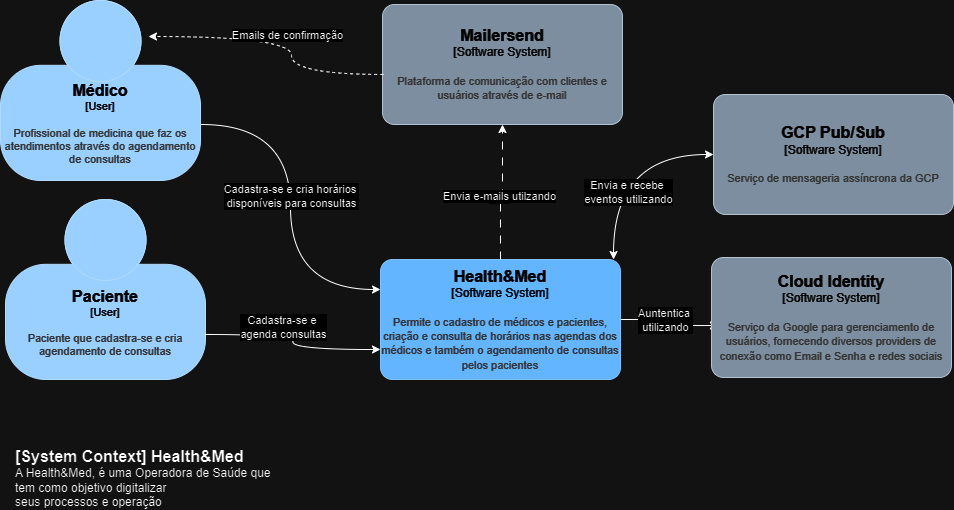 Médico
[User]
Profissional de medicina que faz os
atendimentos através do agendamento
de consultas
Emails de confirmação
Mailersend
[Software System]
Plataforma de comunicação com clientes e
usuários através de e-mail
GCP Pub/Sub
[Software System]
Serviço de mensageria assíncrona da GCP
Cadastra-se e cria horários
disponíveis para consultas
Envia e-mails utlizando
Envia e recebe
eventos utilizando
Paciente
[User]
Paciente que cadastra-se e cria
agendamento de consultas
Cadastra-se e
agenda consultas
Health&Med
[Software System]
Permite o cadastro de médicos e pacientes,
criação e consulta de horários nas agendas dos
médicos e também o agendamento de consultas
pelos pacientes
Auntentica
utilizando
Cloud Identity
[Software System]
Serviço da Google para gerenciamento de
usuários, fornecendo diversos providers de
conexão como Email e Senha e redes sociais
[System Context] Health&Med
A Health&Med, é uma Operadora de Saúde que
tem como objetivo digitalizar
seus processos e operação